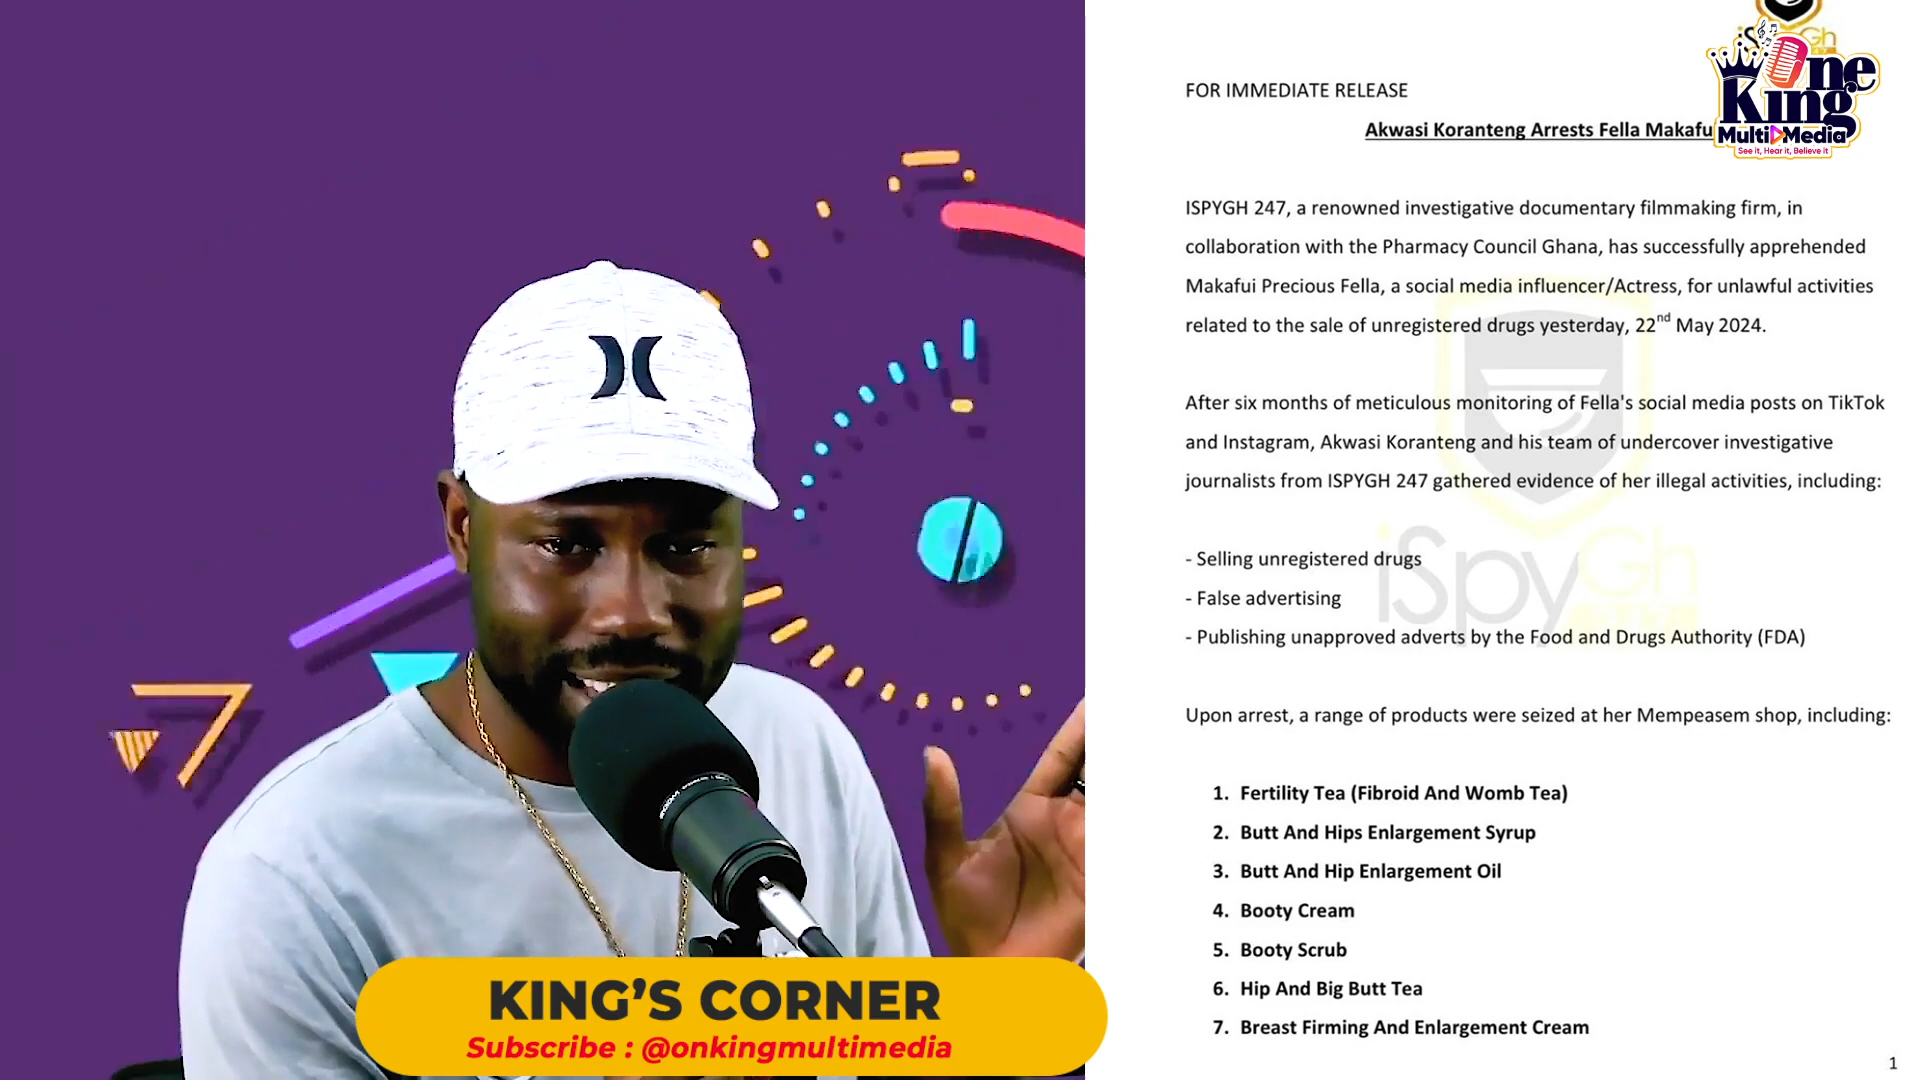 FOR IMMEDIATE RELEASE
Akwasi Koranteng Arrests Fella Makafu
One
King
MultiMedia
See it, Hear it, Believe it
ISPYGH 247, a renowned investigative documentary filmmaking firm, in
collaboration with the Pharmacy Council Ghana, has successfully apprehended
Makafui Precious Fella, a social media influencer/Actress, for unlawful activities
related to the sale of unregistered drugs yesterday, 22nd May 2024.
After six months of meticulous monitoring of Fella's social media posts on TikTok
and Instagram, Akwasi Koranteng and his team of undercover investigative
journalists from ISPYGH 247 gathered evidence of her illegal activities, including:
- Selling unregistered drugs
- False advertising
- Publishing unapproved adverts by the Food and Drugs Authority (FDA)
iSpyGh
Upon arrest, a range of products were seized at her Mempeasem shop, including:
1. Fertility Tea (Fibroid And Womb Tea)
2. Butt And Hips Enlargement Syrup
3. Butt And Hip Enlargement Oil
4. Booty Cream
5. Booty Scrub
6. Hip And Big Butt Tea
7. Breast Firming And Enlargement Cream
1
KING'S CORNER
Subscribe : @onkingmultimedia